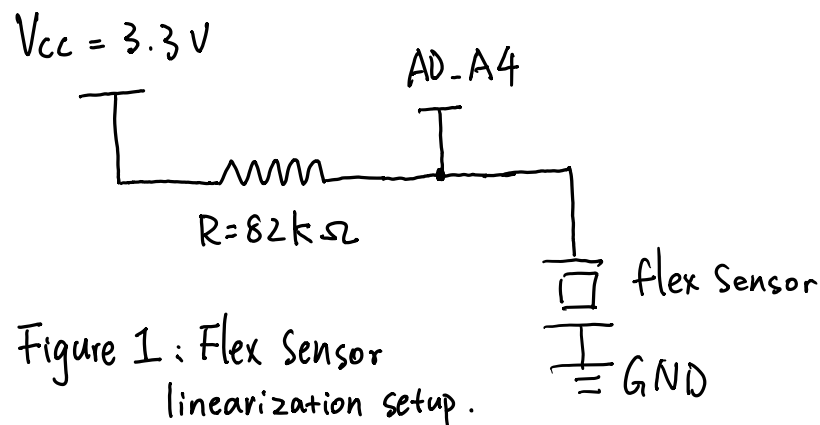 Vcc = 3.3V
AD_A4
R=82kΩ
flex sensor
GND
Figure 1: Flex Sensor
linearization setup.